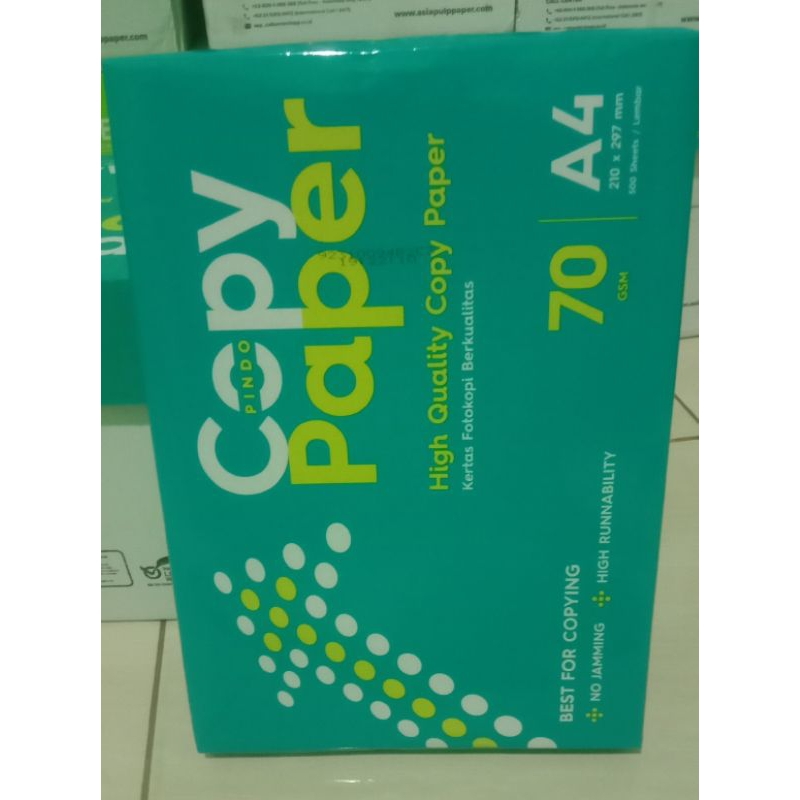 Copy
PINDO
Paper
High Quality Copy Paper
Kertas Fotokopi Berkualitas
70
GSM
A4
210 x 297 mm
500 Sheets / Lembar
BEST FOR COPYING
NO JAMMING
HIGH RUNNABILITY
www.asiapulppaper.com